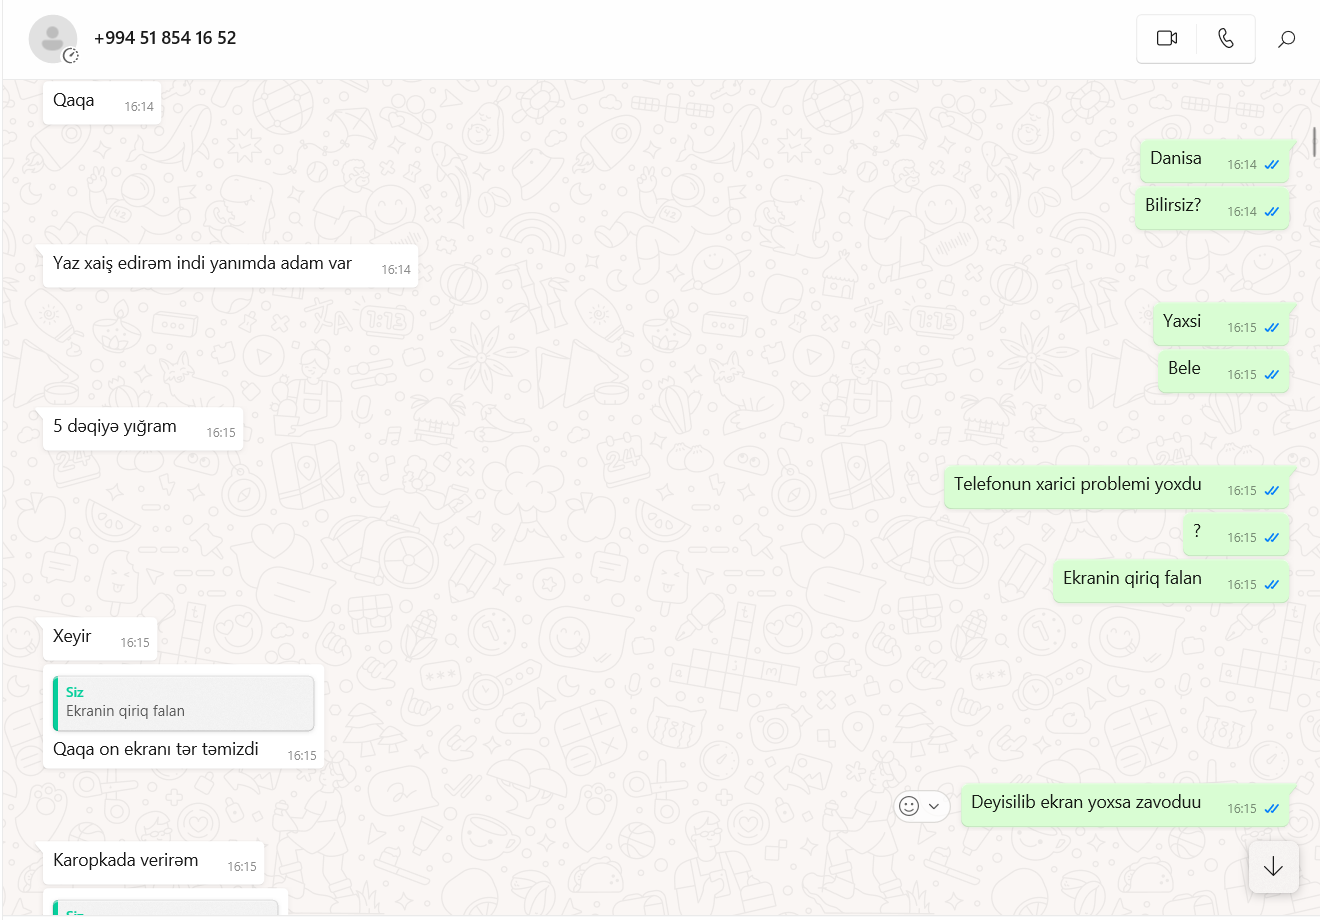 +994 51 854 16 52
Qaqa 16:14
Danisa 16:14
Bilirsiz? 16:14
Yaz xaiş edirəm indi yanımda adam var 16:14
Yaxsi 16:15
Bele 16:15
5 dəqiyə yığram 16:15
Telefonun xarici problemi yoxdu 16:15
? 16:15
Ekranin qiriq falan 16:15
Xeyir 16:15
Siz
Ekranin qiriq falan
Qaqa on ekranı tər təmizdi 16:15
Deyisilib ekran yoxsa zavoduu 16:15
Karopkada verirəm 16:15
Siz